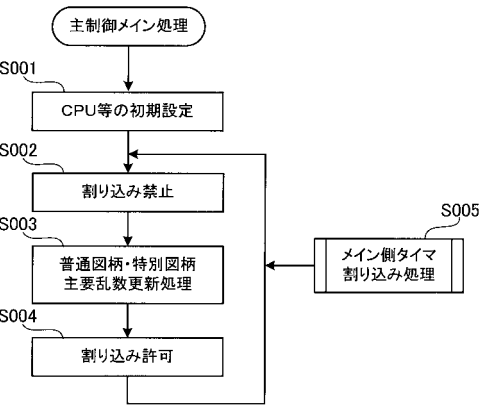 主制御メイン処理
S001
CPU等の初期設定
S002
割り込み禁止
S003
普通図柄・特別図柄
主要乱数更新処理
S004
割り込み許可
S005
メイン側タイマ
割り込み処理